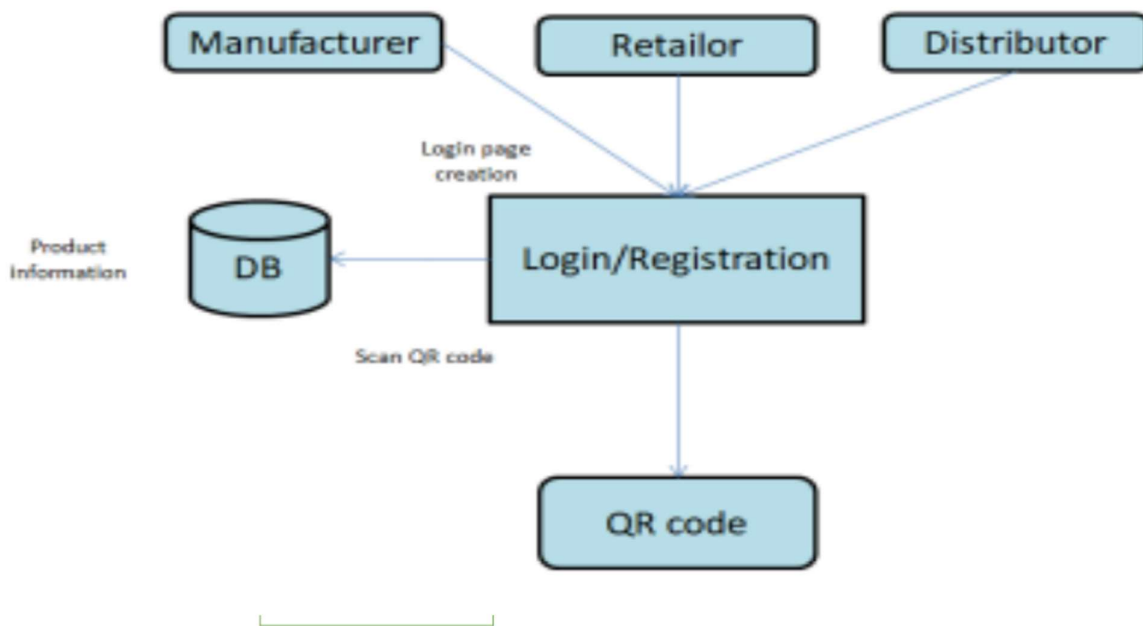 Manufacturer
Retailor
Distributor
Login page
creation
Product
information
DB
Login/Registration
Scan QR code
QR code